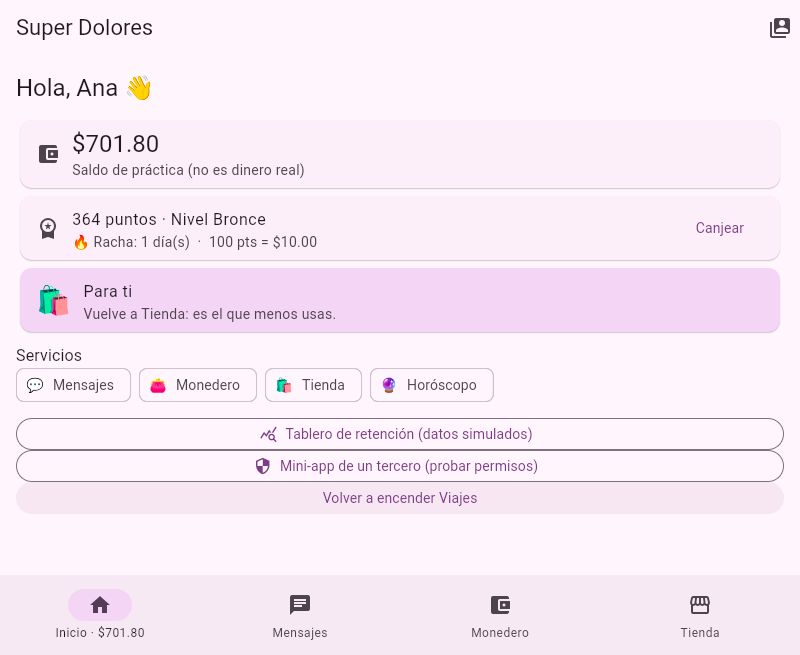 Super Dolores
Hola, Ana 👋
$701.80
Saldo de práctica (no es dinero real)
364 puntos · Nivel Bronce
🔥 Racha: 1 día(s) · 100 pts = $10.00
Canjear
Para ti
Vuelve a Tienda: es el que menos usas.
Servicios
Mensajes
Monedero
Tienda
Horóscopo
Tablero de retención (datos simulados)
Mini-app de un tercero (probar permisos)
Volver a encender Viajes
Inicio · $701.80
Mensajes
Monedero
Tienda